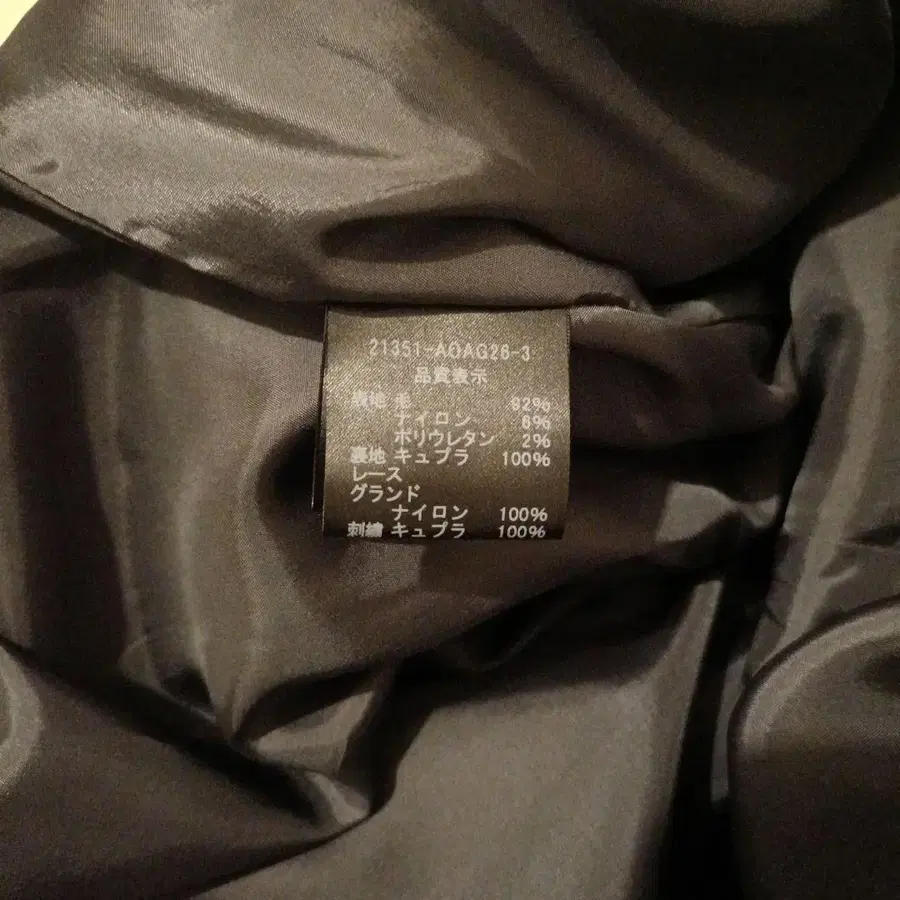 21351-AOAG26-3
品質表示
表地 毛 92%
ナイロン 6%
ポリウレタン 2%
裏地 キュプラ 100%
レース
グランド
ナイロン 100%
刺繍 キュプラ 100%